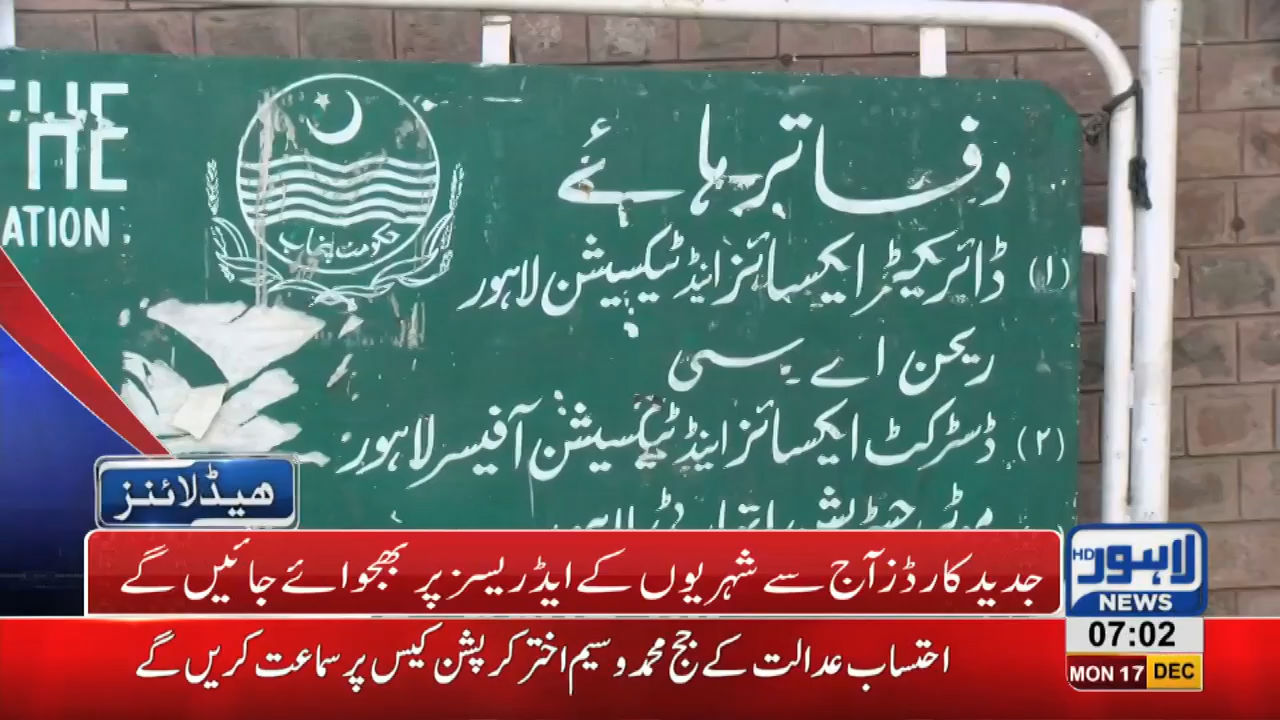 THE
HE
ATION.
حکومت پنجاب
دفاتر ہائے
(۱) ڈائریکٹر ایکسائز اینڈ ٹیکسیشن لاہور
ریجن اے سی
(۲) ڈسٹرکٹ ایکسائز اینڈ ٹیکسیشن آفیسر لاہور
ھیڈلائنز
جدید کارڈز آج سے شہریوں کے ایڈریسز پر بھجوائے جائیں گے
HD لاہور
NEWS
07:02
MON 17 DEC
احتساب عدالت کے جج محمد وسیم اختر کرپشن کیس پر سماعت کریں گے